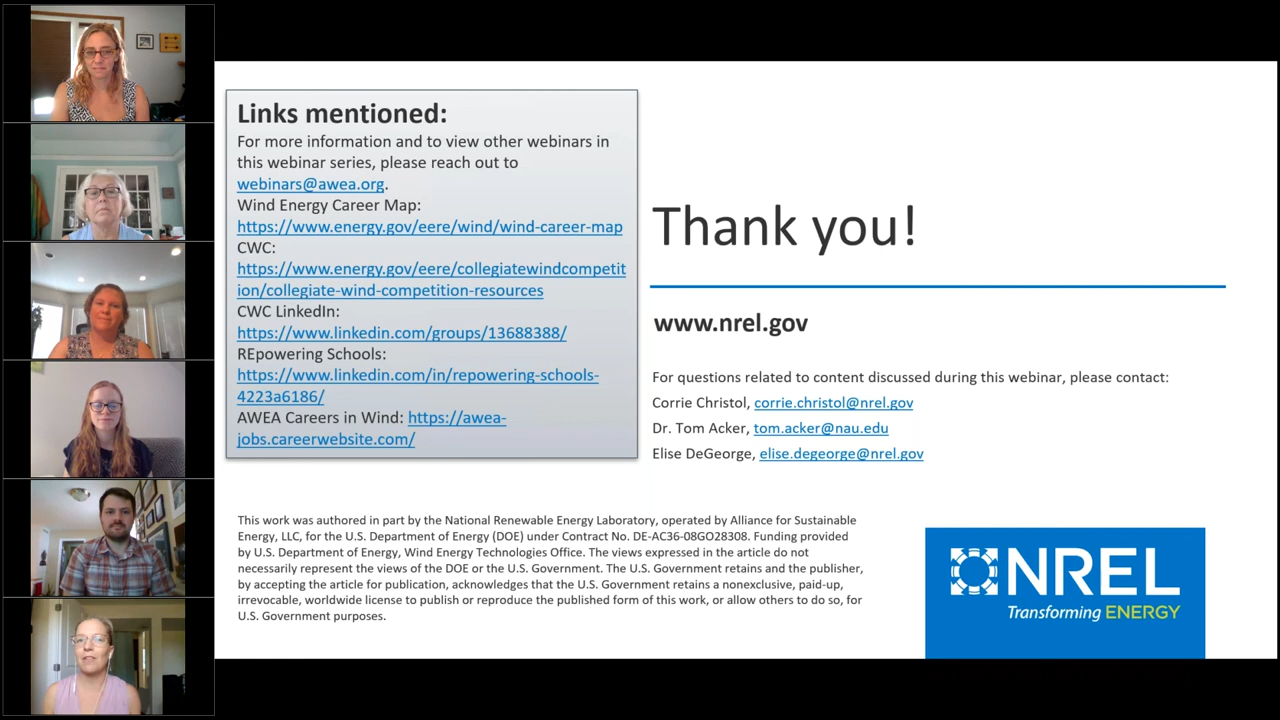 Links mentioned:
For more information and to view other webinars in
this webinar series, please reach out to
webinars@awea.org.
Wind Energy Career Map:
https://www.energy.gov/eere/wind/wind-career-map
CWC:
https://www.energy.gov/eere/collegiatewindcompetit
ion/collegiate-wind-competition-resources
CWC LinkedIn:
https://www.linkedin.com/groups/13688388/
REpowering Schools:
https://www.linkedin.com/in/repowering-schools-
4223a6186/
AWEA Careers in Wind: https://awea-
jobs.careerwebsite.com/
Thank you!
www.nrel.gov
For questions related to content discussed during this webinar, please contact:
Corrie Christol, corrie.christol@nrel.gov
Dr. Tom Acker, tom.acker@nau.edu
Elise DeGeorge, elise.degeorge@nrel.gov
This work was authored in part by the National Renewable Energy Laboratory, operated by Alliance for Sustainable
Energy, LLC, for the U.S. Department of Energy (DOE) under Contract No. DE-AC36-08GO28308. Funding provided
by U.S. Department of Energy, Wind Energy Technologies Office. The views expressed in the article do not
necessarily represent the views of the DOE or the U.S. Government. The U.S. Government retains and the publisher,
by accepting the article for publication, acknowledges that the U.S. Government retains a nonexclusive, paid-up,
irrevocable, worldwide license to publish or reproduce the published form of this work, or allow others to do so, for
U.S. Government purposes.
NREL
Transforming ENERGY